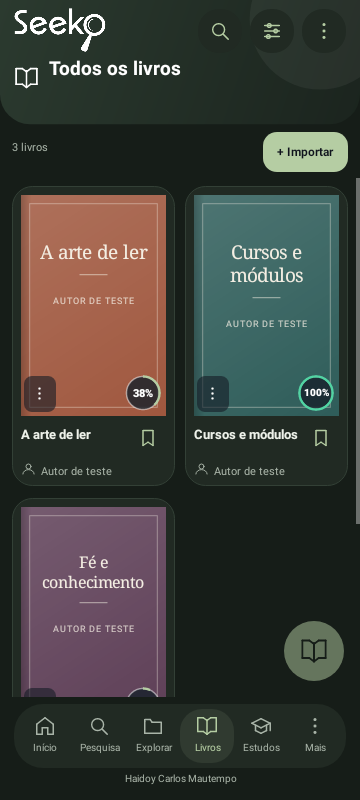 Seeko
Todos os livros
3 livros
+ Importar
A arte de ler
AUTOR DE TESTE
38%
A arte de ler
Autor de teste
Cursos e
módulos
AUTOR DE TESTE
100%
Cursos e módulos
Autor de teste
Fé e
conhecimento
AUTOR DE TESTE
Início
Pesquisa
Explorar
Livros
Estudos
Mais
Haidoy Carlos Mautempo